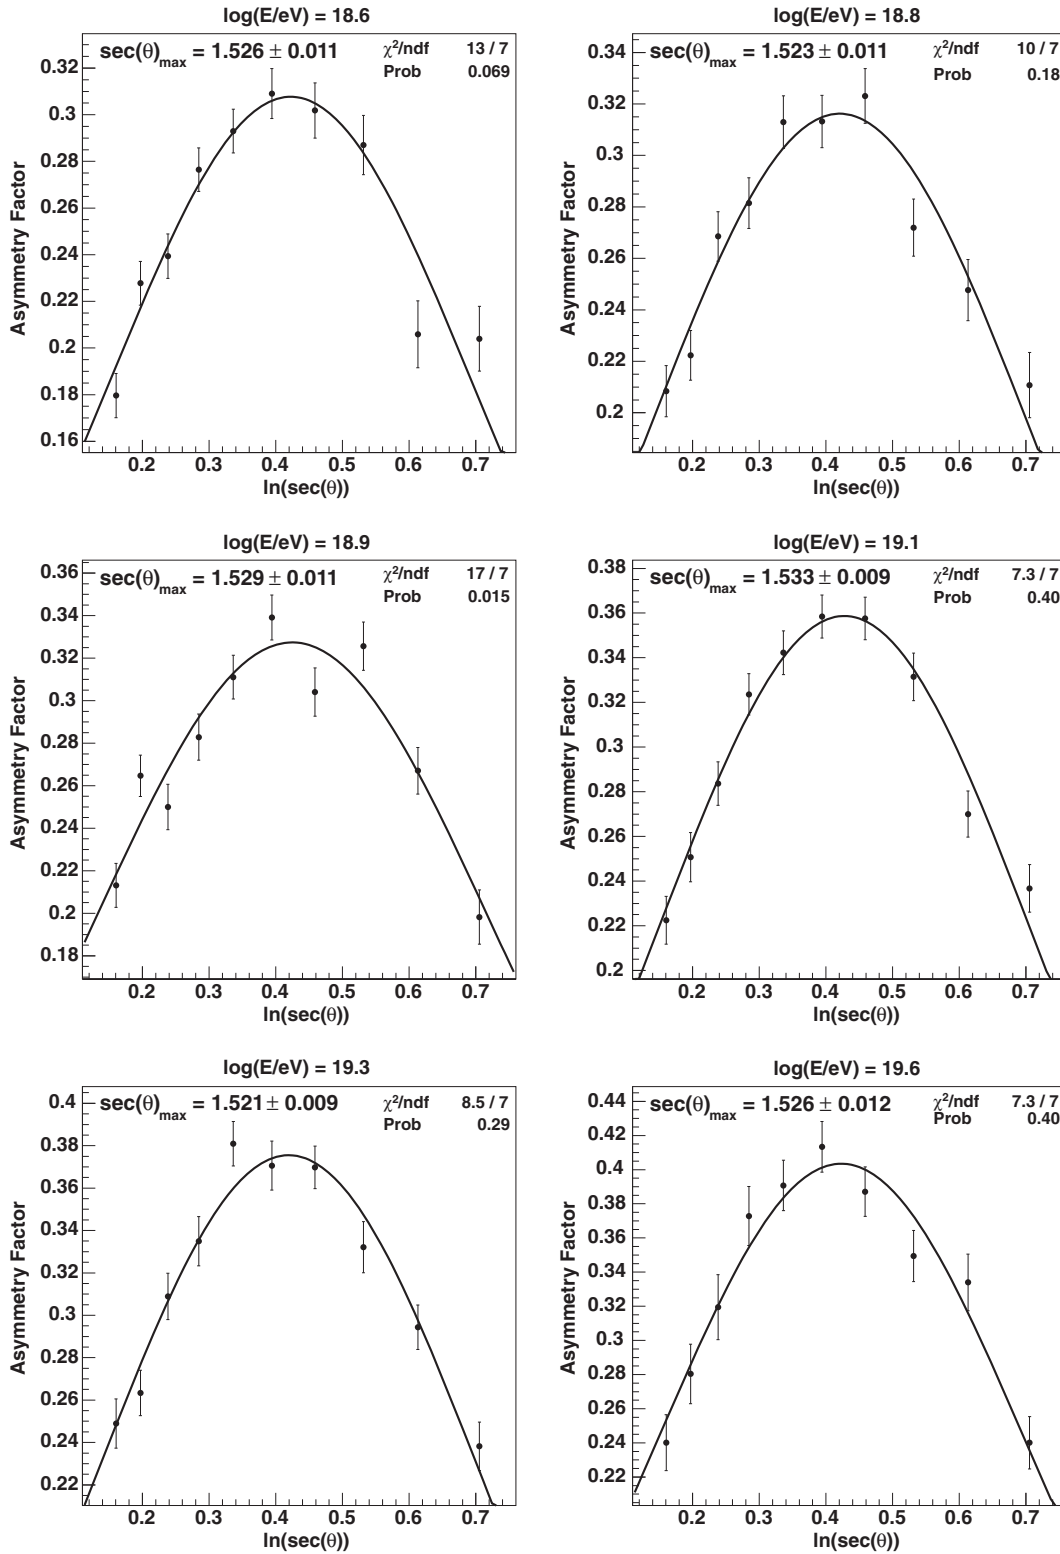 log(E/eV) = 18.6
sec(θ)max = 1.526 ± 0.011
χ²/ndf 13 / 7
Prob 0.069
Asymmetry Factor
0.32
0.3
0.28
0.26
0.24
0.22
0.2
0.18
0.16
0.2 0.3 0.4 0.5 0.6 0.7
ln(sec(θ))
log(E/eV) = 18.8
sec(θ)max = 1.523 ± 0.011
χ²/ndf 10 / 7
Prob 0.18
Asymmetry Factor
0.34
0.32
0.3
0.28
0.26
0.24
0.22
0.2
0.2 0.3 0.4 0.5 0.6 0.7
ln(sec(θ))
log(E/eV) = 18.9
sec(θ)max = 1.529 ± 0.011
χ²/ndf 17 / 7
Prob 0.015
Asymmetry Factor
0.36
0.34
0.32
0.3
0.28
0.26
0.24
0.22
0.2
0.18
0.2 0.3 0.4 0.5 0.6 0.7
ln(sec(θ))
log(E/eV) = 19.1
sec(θ)max = 1.533 ± 0.009
χ²/ndf 7.3 / 7
Prob 0.40
Asymmetry Factor
0.38
0.36
0.34
0.32
0.3
0.28
0.26
0.24
0.22
0.2
0.2 0.3 0.4 0.5 0.6 0.7
ln(sec(θ))
log(E/eV) = 19.3
sec(θ)max = 1.521 ± 0.009
χ²/ndf 8.5 / 7
Prob 0.29
Asymmetry Factor
0.4
0.38
0.36
0.34
0.32
0.3
0.28
0.26
0.24
0.22
0.2 0.3 0.4 0.5 0.6 0.7
ln(sec(θ))
log(E/eV) = 19.6
sec(θ)max = 1.526 ± 0.012
χ²/ndf 7.3 / 7
Prob 0.40
Asymmetry Factor
0.44
0.42
0.4
0.38
0.36
0.34
0.32
0.3
0.28
0.26
0.24
0.22
0.2 0.3 0.4 0.5 0.6 0.7
ln(sec(θ))